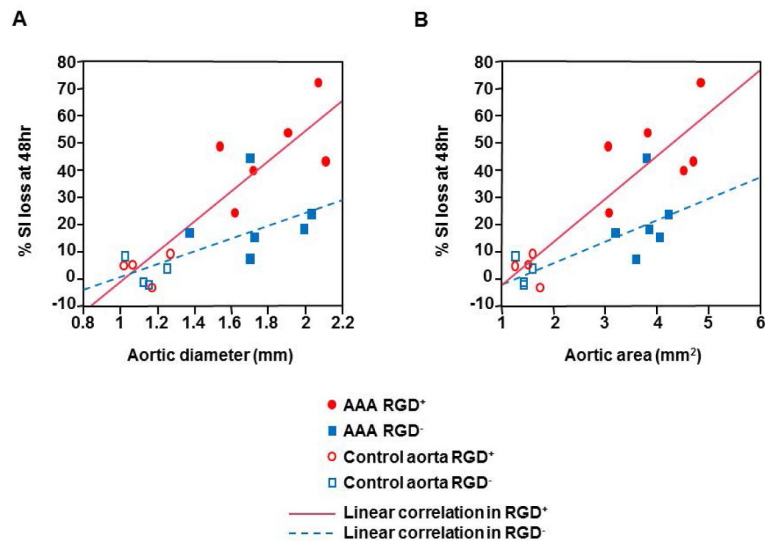 A
80
70
60
50
40
30
20
10
0
-10
% SI loss at 48hr
0.8 1 1.2 1.4 1.6 1.8 2 2.2
Aortic diameter (mm)
B
80
70
60
50
40
30
20
10
0
-10
% SI loss at 48hr
1 2 3 4 5 6
Aortic area (mm²)
AAA RGD⁺
AAA RGD⁻
Control aorta RGD⁺
Control aorta RGD⁻
Linear correlation in RGD⁺
Linear correlation in RGD⁻